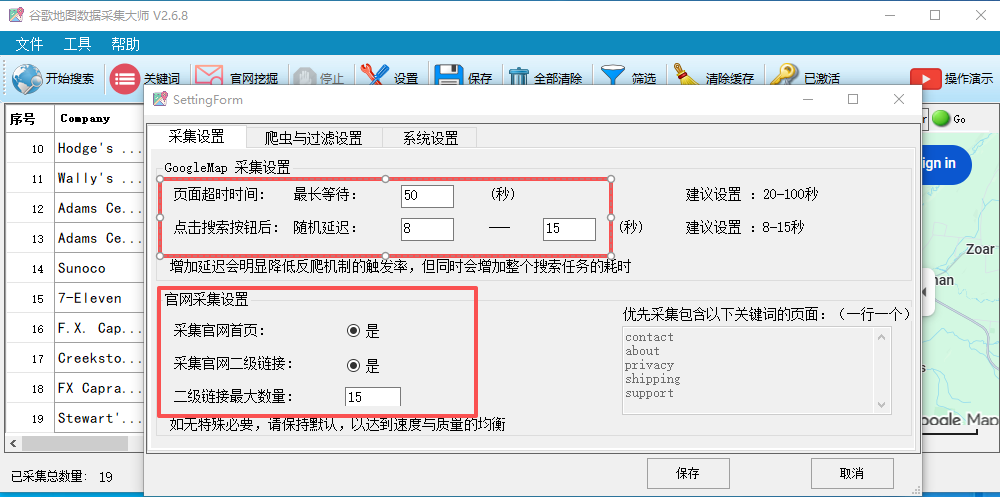 谷歌地图数据采集大师 V2.6.8
文件 工具 帮助
开始搜索 关键词 官网挖掘 停止 设置 保存 全部清除 筛选 清除缓存 已激活 操作演示
SettingForm
序号 Company
Go
采集设置 爬虫与过滤设置 系统设置
10 Hodge's ...
GoogleMap 采集设置
ign in
11 Wally's ...
页面超时时间: 最长等待: 50 (秒) 建议设置 : 20-100秒
12 Adams Ce...
点击搜索按钮后: 随机延迟: 8 — 15 (秒) 建议设置 : 8-15秒
13 Adams Ce...
Zoar
14 Sunoco
增加延迟会明显降低反爬机制的触发率，但同时会增加整个搜索任务的耗时
han
15 7-Eleven
官网采集设置
优先采集包含以下关键词的页面: (一行一个)
16 F.X. Cap...
采集官网首页: 是
contact
about
17 Creeksto...
采集官网二级链接: 是
privacy
shipping
18 FX Capra...
二级链接最大数量: 15
support
19 Stewart'...
如无特殊必要，请保持默认，以达到速度与质量的均衡
oogle Map
已采集总数量: 19
保存 取消